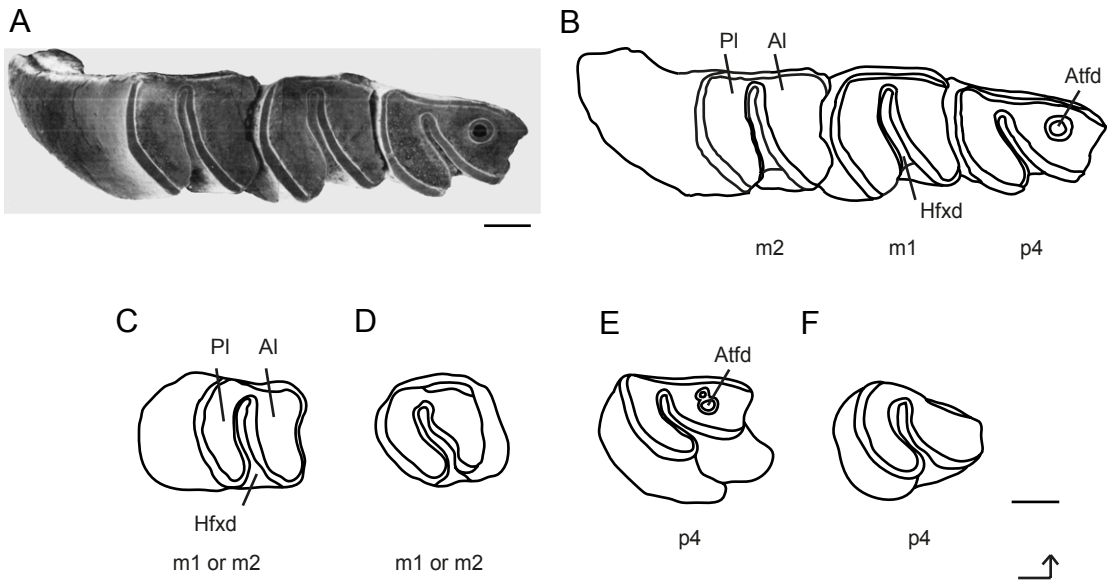 A
B
Pl Al
Atfd
Hfxd
m2 m1 p4
C D E F
Pl Al
Atfd
Hfxd
m1 or m2 m1 or m2 p4 p4